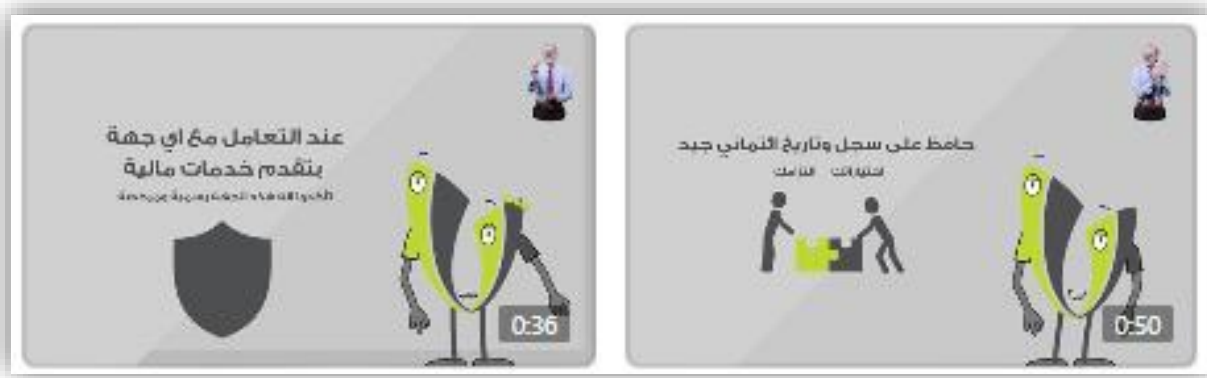 حافظ على سجل وتاريخ ائتماني جيد
0:50
عند التعامل مع اي جهة
بتقدم خدمات مالية
0:36